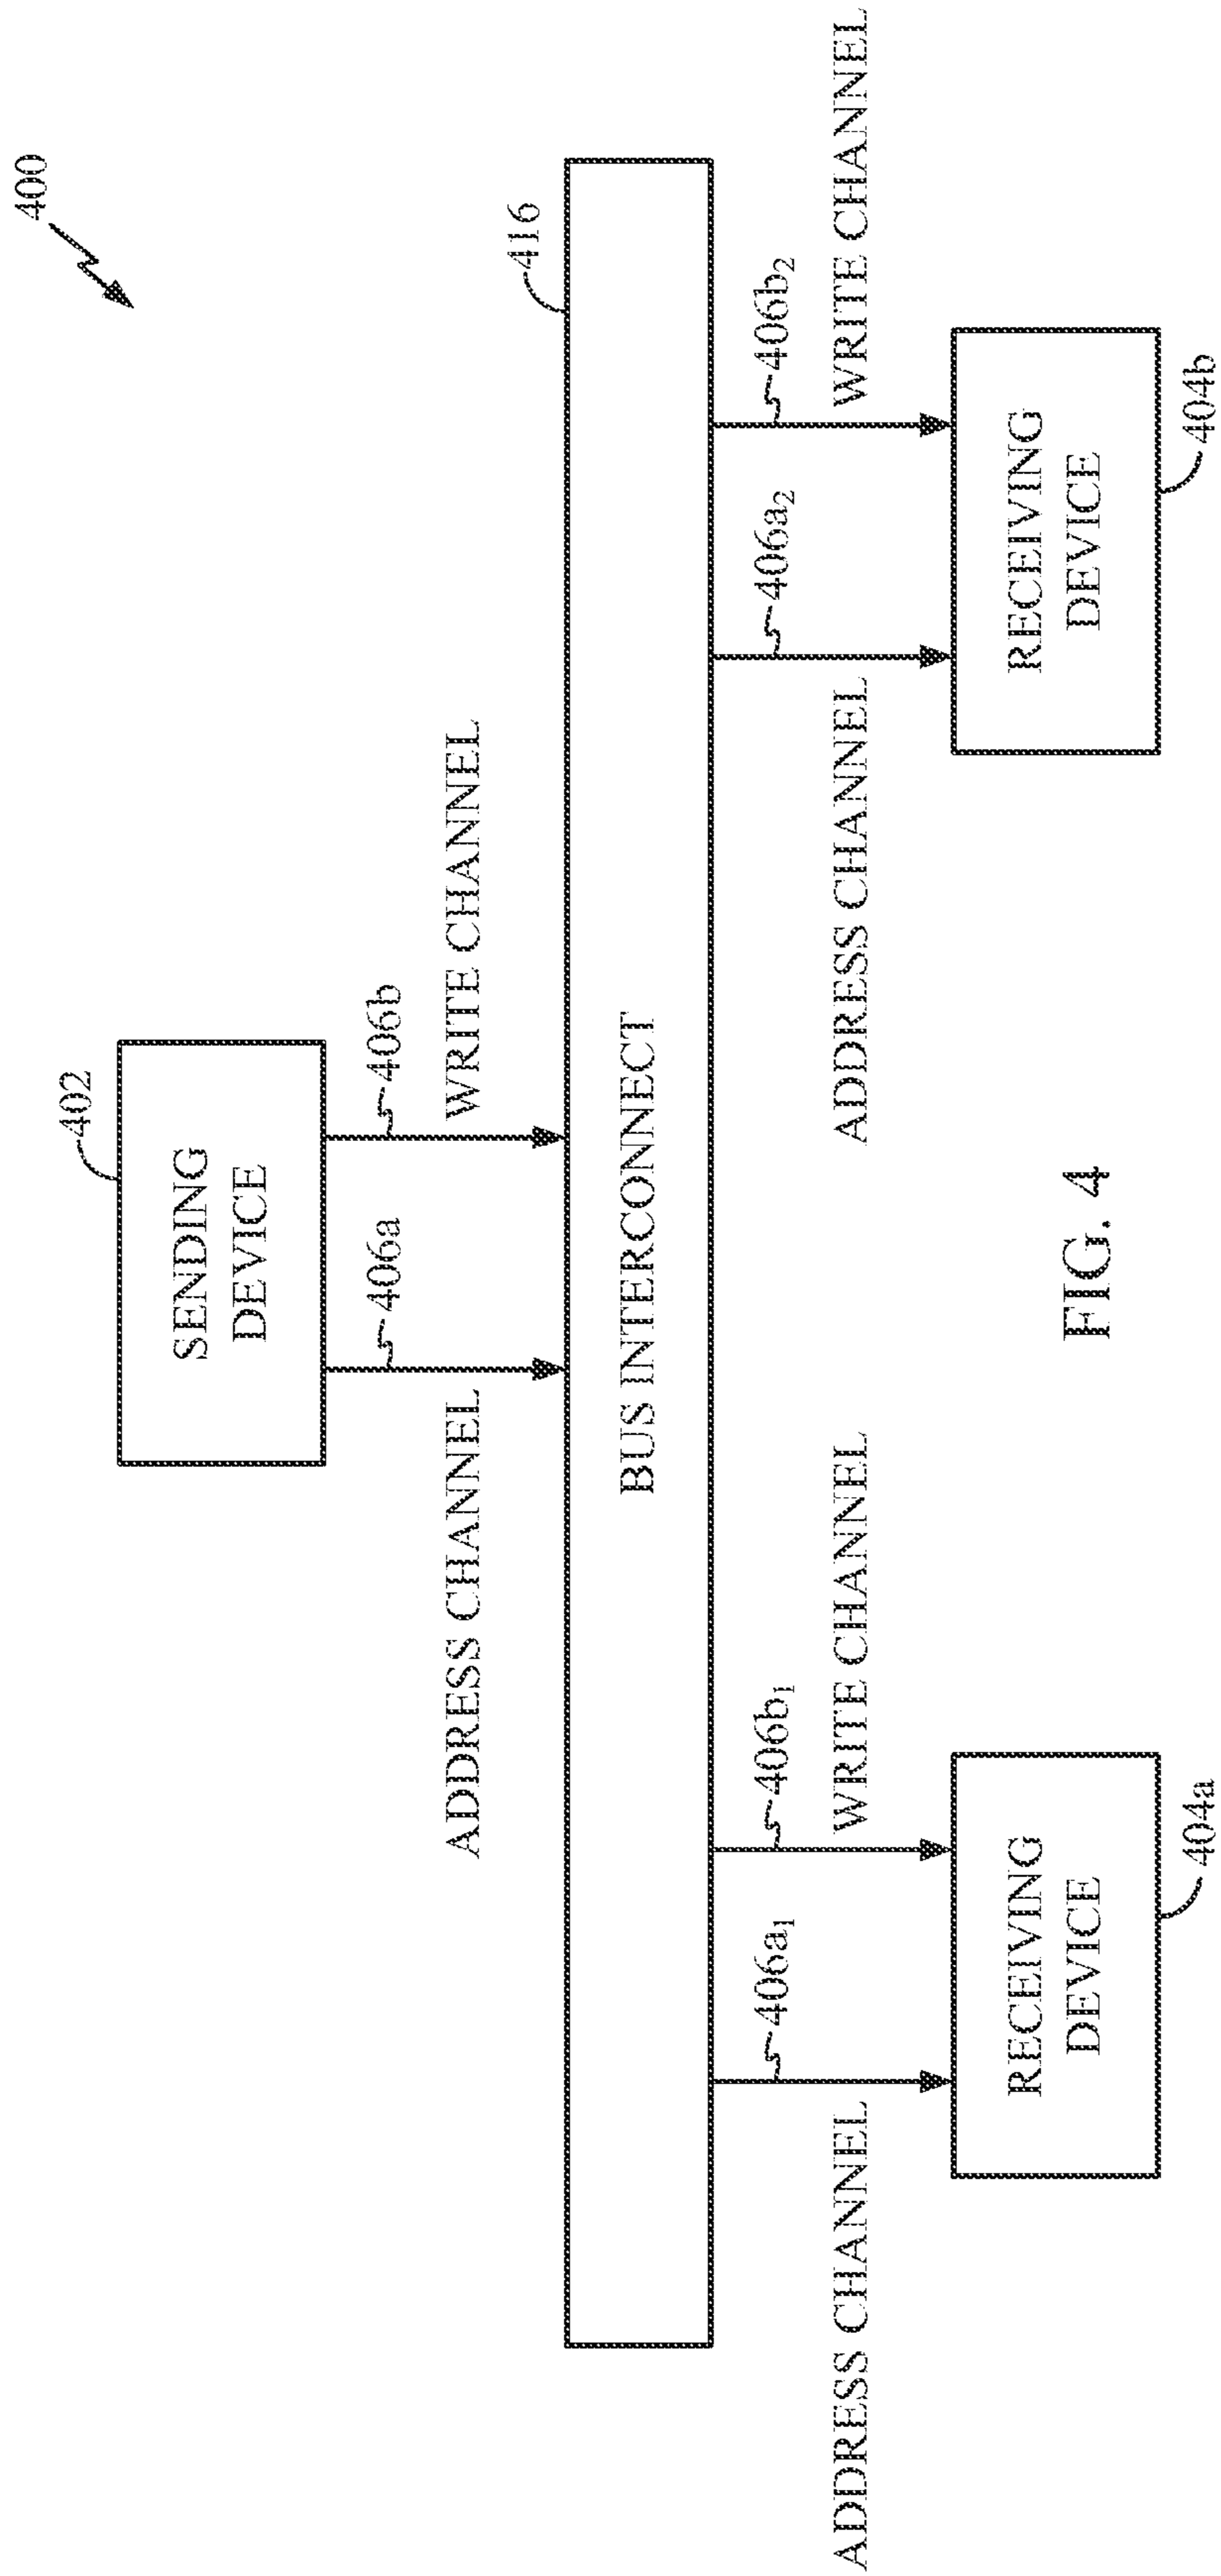 400
402
SENDING
DEVICE
406a
406b
ADDRESS CHANNEL
WRITE CHANNEL
416
BUS INTERCONNECT
406a₁
406b₁
406a₂
406b₂
ADDRESS CHANNEL
WRITE CHANNEL
ADDRESS CHANNEL
WRITE CHANNEL
RECEIVING
DEVICE
404a
RECEIVING
DEVICE
404b
FIG. 4